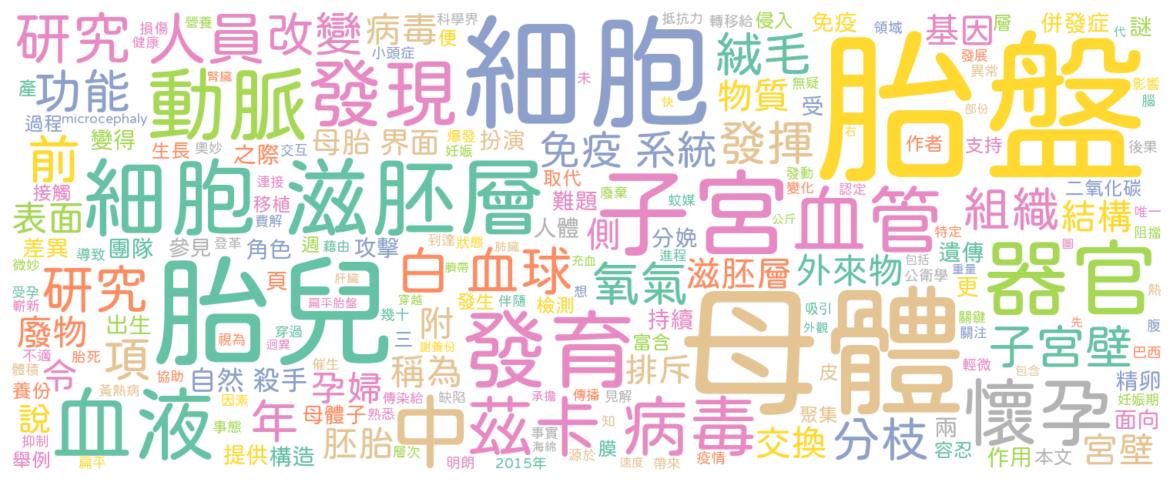 研究 人員 改變 病毒 便 科學界 抵抗力 轉移給 侵入 免疫 領域 基因 層 併發症 代 謎
損傷 營養 健康 小頭症 細胞 絨毛 胎盤
產 功能 腎臟 動脈 發現 未 快 物質 無疑 受 發展 異常 影響 腦
過程 microcephaly 變得 母胎 界面 爆發 妊娠 扮演 免疫 系統 發揮 部份 右 作者 支持 後果
前 生長 奧妙 之際 交互
接觸 細胞 滋胚層 連接 移植 費解 取代 難題 廢棄 蚊媒 子宮 血管 發動 變化 認定 組織 二氧化碳 唯一
表面 公斤 側 特定 結構 阻擋
差異 導致 團隊 參見 登革 角色 週 藉由 攻擊 到達 狀態 肺臟 人體 分娩 遺傳 圖
微妙 研究 胎兒 頁 肝臟 白 血球 臍帶 充血 進程 氧氣 滋胚層 外來物 包括 公衛學 更 重量 器官 熱
受孕 嶄新 扁平胎盤 穿越 發生 伴隨 想 檢測 吸引 關鍵
廢物 出生 項 視為 穿過 迥異 幾十 三 附 謝養份 發育 富含 持續 母體 外觀 關注 子宮壁 先 腹
不適 體積 胎死 協助 催生 稱為 排斥 皮 輕微 包含 巴西
養份 令 黃熱病 自然 殺手 孕婦 傳染給 缺陷 承擔 傳播 見解 聚集 懷孕 精卵 妊娠期
說 血液 事態 因素 年 母體子 熟悉 中 茲卡 病毒 知 交換 分枝 兩 面向
抑制 舉例 扁平 提供 構造 胚胎 層次 明朗 事實 海綿 2015年 源於 膜 速度 疫情 帶來 容忍 作用 本文 宮壁